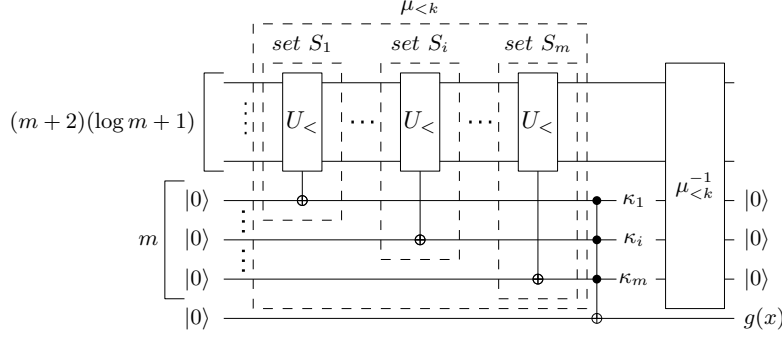 μ<k
set S1 set Si set Sm
(m+2)(log m+1) U< ⋯ U< ⋯ U<
μ<k^-1
|0⟩ κ1 |0⟩
m |0⟩ κi |0⟩
|0⟩ κm |0⟩
|0⟩ g(x)